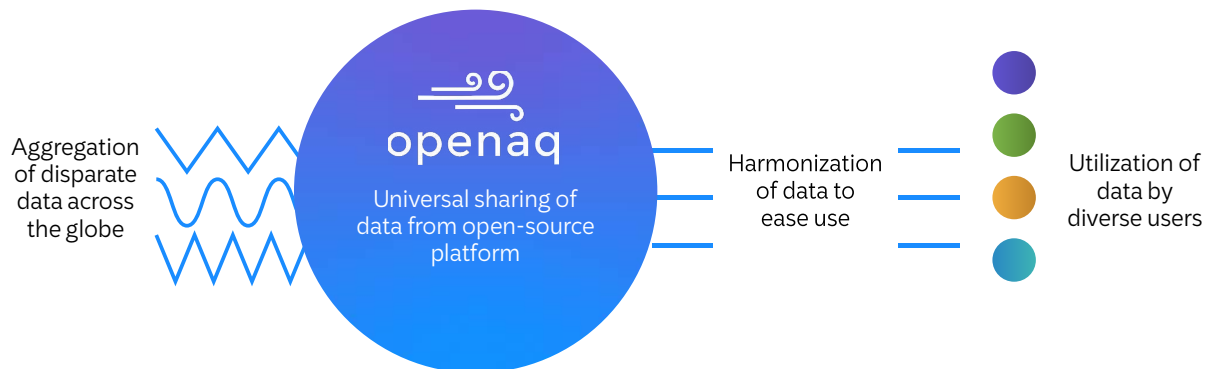 Aggregation
of disparate
data across
the globe
openaq
Universal sharing of
data from open-source
platform
Harmonization
of data to
ease use
Utilization of
data by
diverse users